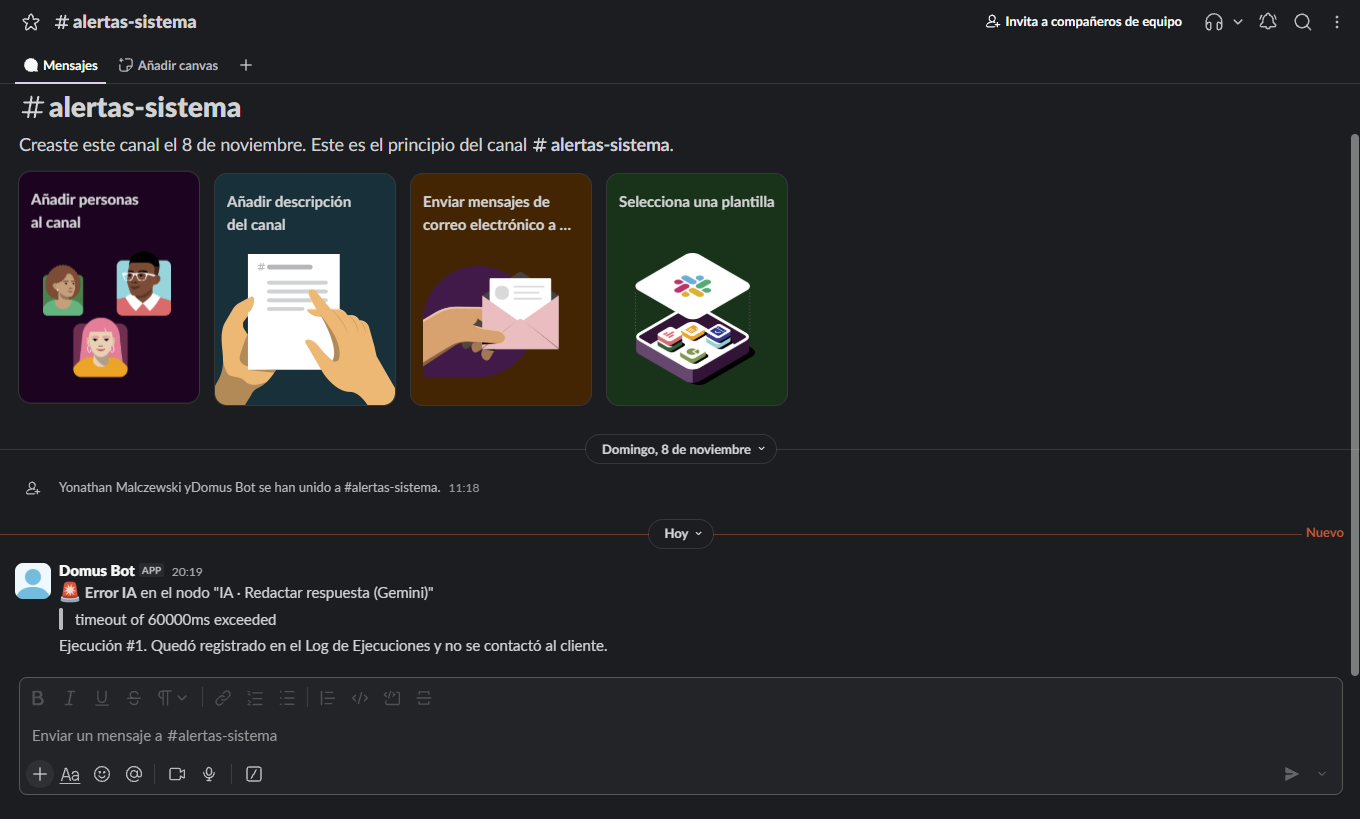 # alertas-sistema
Invita a compañeros de equipo
Mensajes
Añadir canvas
# alertas-sistema
Creaste este canal el 8 de noviembre. Este es el principio del canal # alertas-sistema.
Añadir personas
al canal
Añadir descripción
del canal
Enviar mensajes de
correo electrónico a ...
Selecciona una plantilla
Domingo, 8 de noviembre
Yonathan Malczewski yDomus Bot se han unido a #alertas-sistema. 11:18
Hoy
Nuevo
Domus Bot APP 20:19
🚨 Error IA en el nodo "IA · Redactar respuesta (Gemini)"
timeout of 60000ms exceeded
Ejecución #1. Quedó registrado en el Log de Ejecuciones y no se contactó al cliente.
Enviar un mensaje a #alertas-sistema
Aa